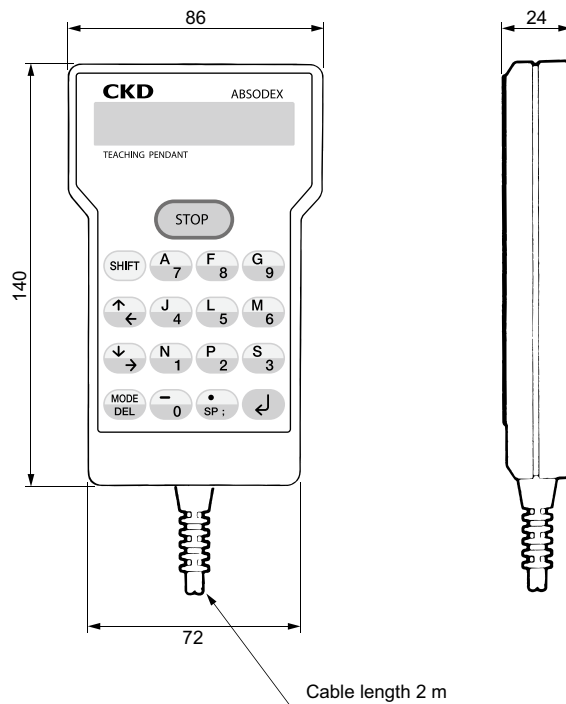 86
24
CKD ABSODEX
TEACHING PENDANT
STOP
140
SHIFT A 7 F 8 G 9
↑ ← J 4 L 5 M 6
↓ → N 1 P 2 S 3
MODE DEL − 0 • SP ; ↵
72
Cable length 2 m